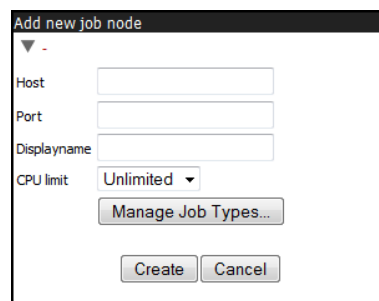 Add new job node
-
Host
Port
Displayname
CPU limit Unlimited
Manage Job Types...
Create Cancel